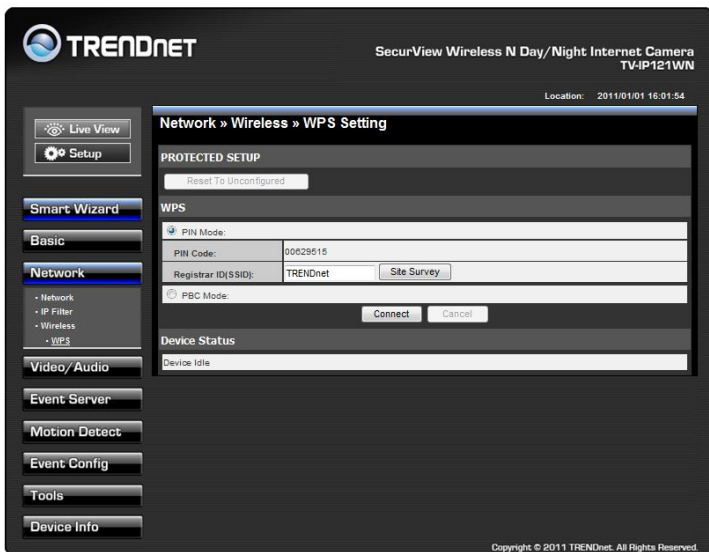 TRENDNET
SecurView Wireless N Day/Night Internet Camera
TV-IP121WN
Location: 2011/01/01 16:01:54
Live View
Setup
Smart Wizard
Basic
Network
• Network
• IP Filter
• Wireless
• WPS
Video/Audio
Event Server
Motion Detect
Event Config
Tools
Device Info
Network » Wireless » WPS Setting
PROTECTED SETUP
Reset To Unconfigured
WPS
PIN Mode:
PIN Code: 00629515
Registrar ID(SSID): TRENDnet Site Survey
PBC Mode:
Connect Cancel
Device Status
Device Idle
Copyright © 2011 TRENDnet. All Rights Reserved.